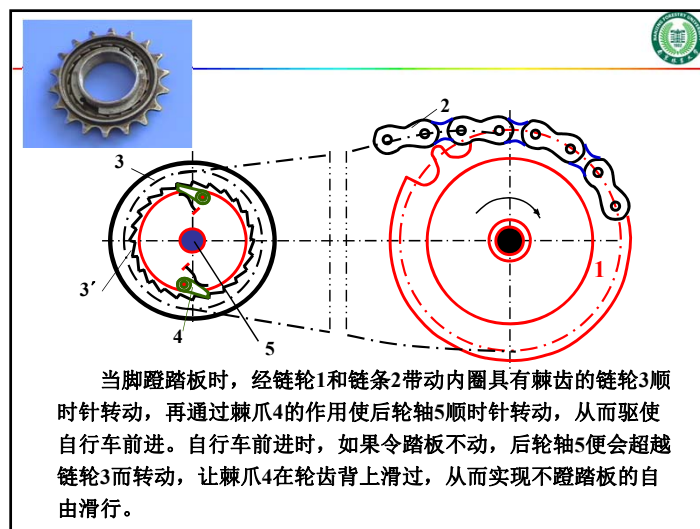 2
3
1
3´
4
5
当脚蹬踏板时，经链轮1和链条2带动内圈具有棘齿的链轮3顺
时针转动，再通过棘爪4的作用使后轮轴5顺时针转动，从而驱使
自行车前进。自行车前进时，如果令踏板不动，后轮轴5便会超越
链轮3而转动，让棘爪4在轮齿背上滑过，从而实现不蹬踏板的自
由滑行。